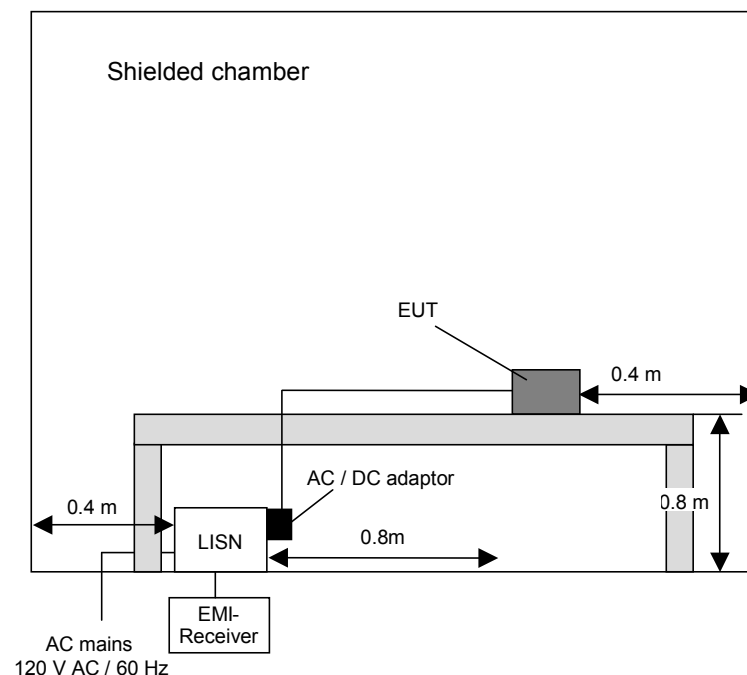 Shielded chamber
EUT
0.4 m
AC / DC adaptor
0.4 m
0.8 m
LISN
0.8m
EMI-
Receiver
AC mains
120 V AC / 60 Hz